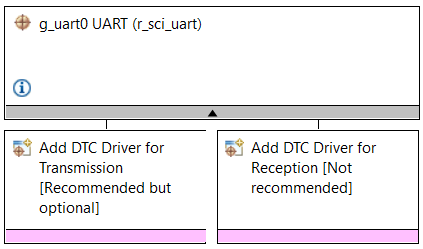 g_uart0 UART (r_sci_uart)
Add DTC Driver for
Transmission
[Recommended but
optional]
Add DTC Driver for
Reception [Not
recommended]